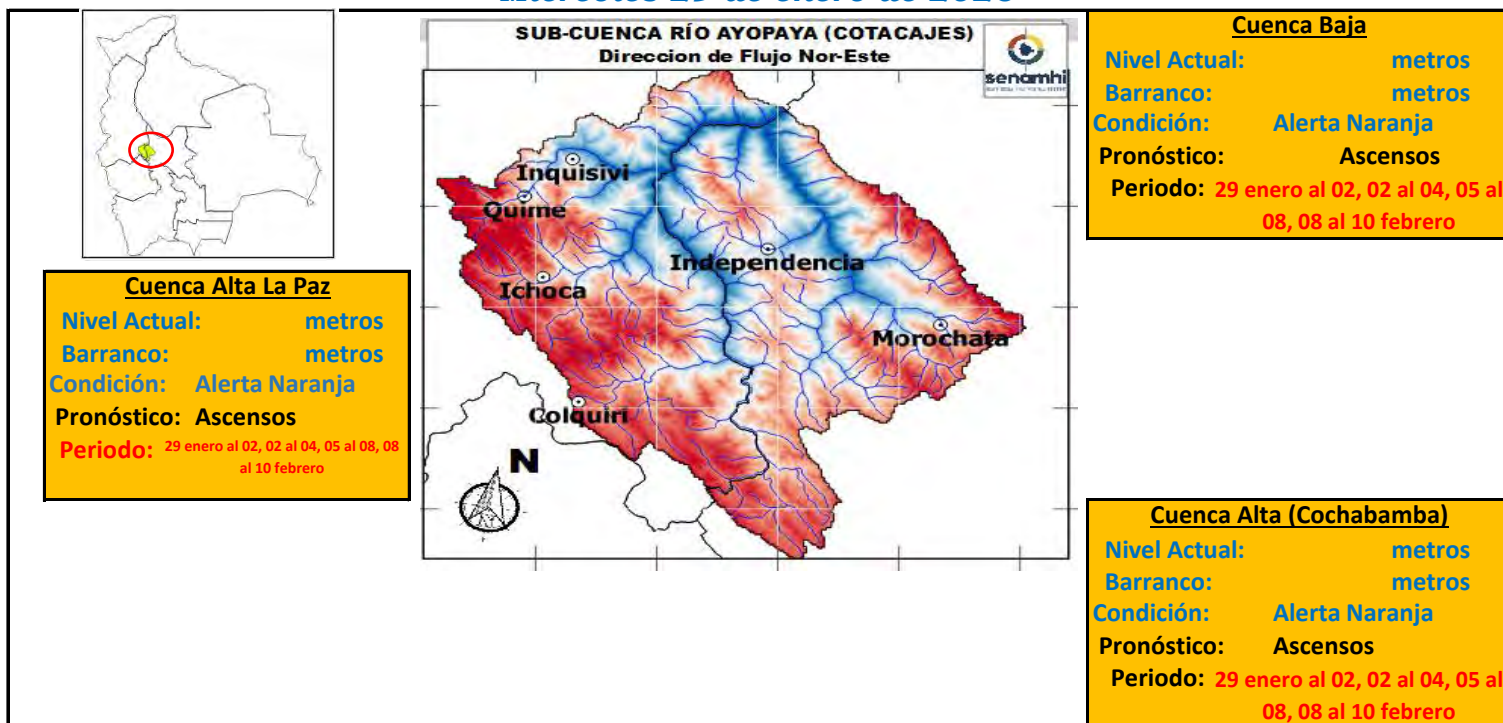 SUB-CUENCA RÍO AYOPAYA (COTACAJES)
Direccion de Flujo Nor-Este
senamhi
Inquisivi
Quime
Independencia
Ichoca
Morochata
Colquiri
N
Cuenca Baja
Nivel Actual: metros
Barranco: metros
Condición: Alerta Naranja
Pronóstico: Ascensos
Periodo: 29 enero al 02, 02 al 04, 05 al
08, 08 al 10 febrero
Cuenca Alta La Paz
Nivel Actual: metros
Barranco: metros
Condición: Alerta Naranja
Pronóstico: Ascensos
Periodo: 29 enero al 02, 02 al 04, 05 al 08, 08
al 10 febrero
Cuenca Alta (Cochabamba)
Nivel Actual: metros
Barranco: metros
Condición: Alerta Naranja
Pronóstico: Ascensos
Periodo: 29 enero al 02, 02 al 04, 05 al
08, 08 al 10 febrero